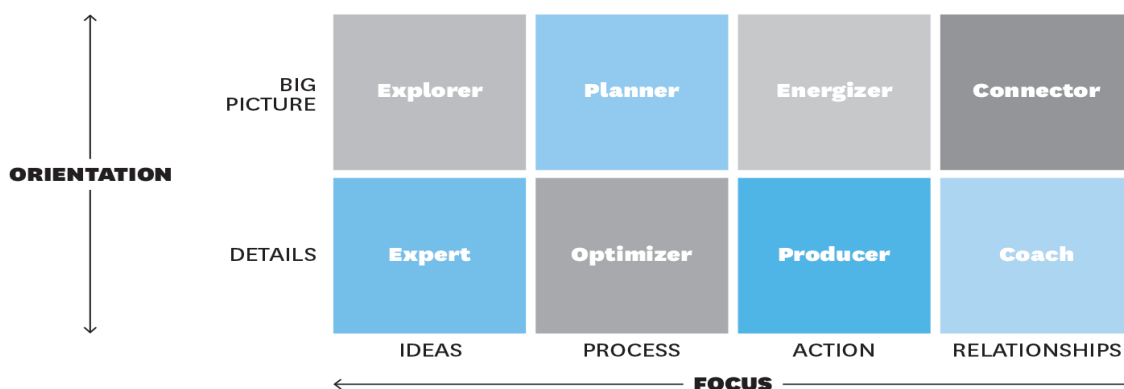 BIG
PICTURE
Explorer
Planner
Energizer
Connector
ORIENTATION
DETAILS
Expert
Optimizer
Producer
Coach
IDEAS
PROCESS
ACTION
RELATIONSHIPS
FOCUS